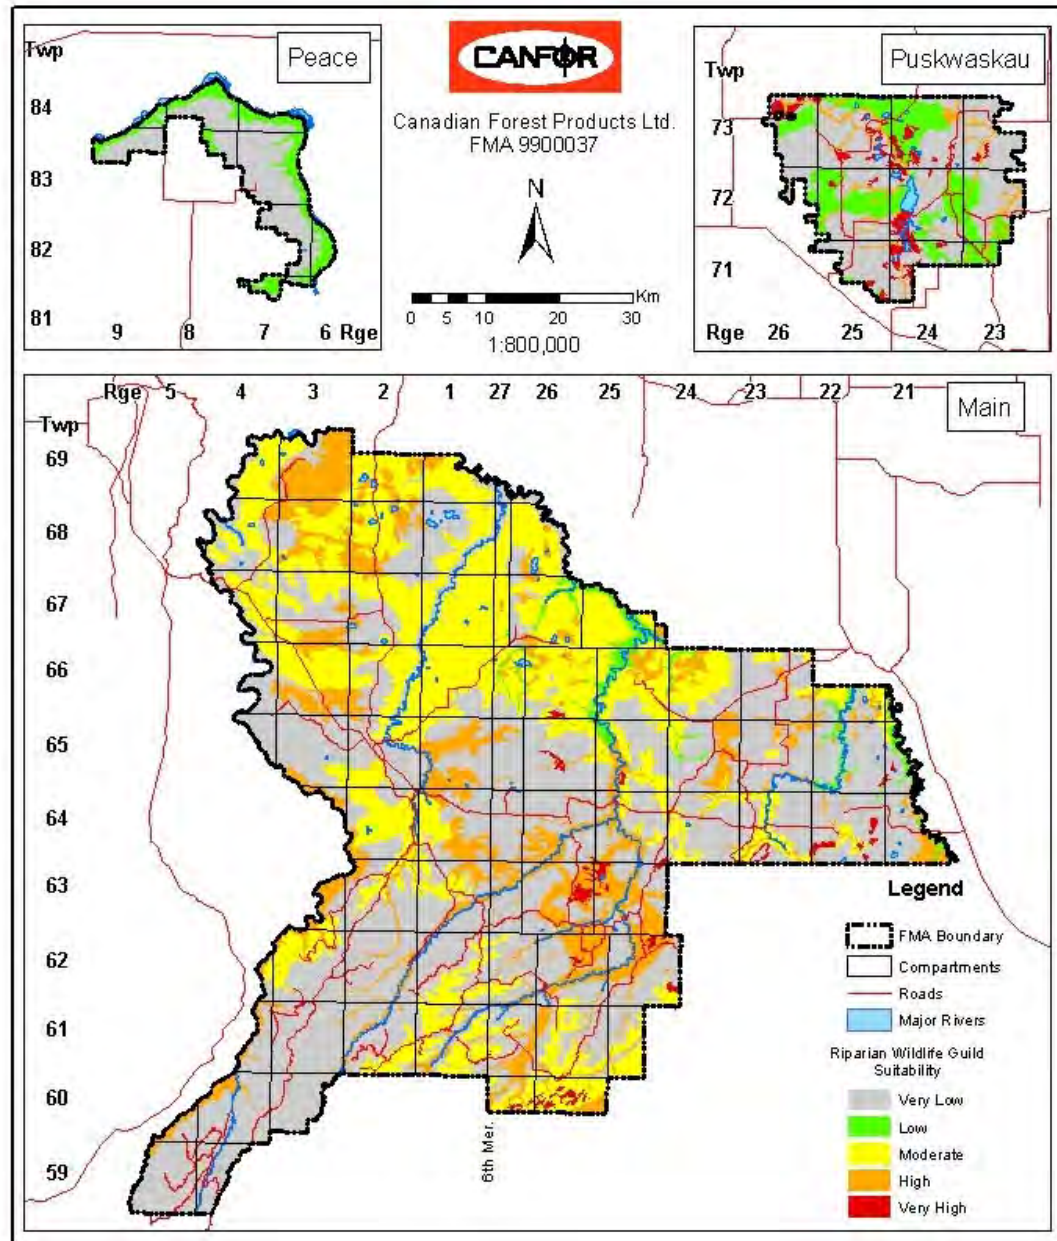 Twp
Peace
84
83
82
81
9 8 7 6 Rge
CANFOR
Canadian Forest Products Ltd.
FMA 9900037
N
Km
0 5 10 20 30
1:800,000
Twp
Puskwaskau
73
72
71
Rge 26 25 24 23
Rge 5 4 3 2 1 27 26 25 24 23 22 21
Main
Twp
69
68
67
66
65
64
63
62
61
60
59
6th Mer.
Legend
FMA Boundary
Compartments
Roads
Major Rivers
Riparian Wildlife Guild
Suitability
Very Low
Low
Moderate
High
Very High